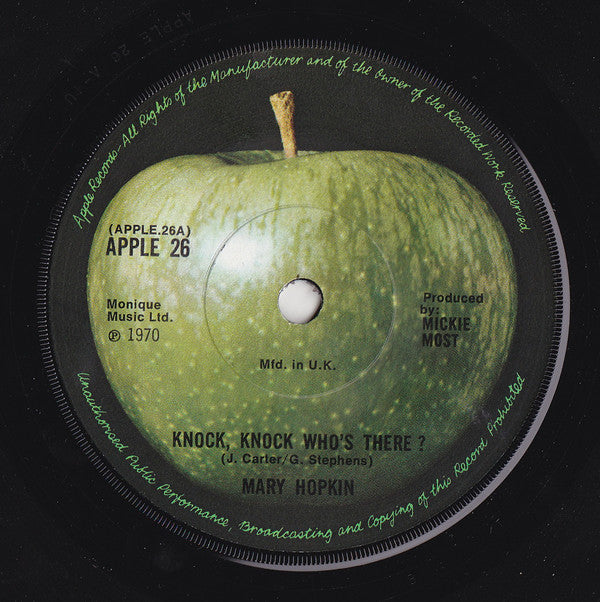 Apple Records-All Rights of the Manufacturer and of the Owner of the Recorded Work Reserved
(APPLE.26A)
APPLE 26
Monique
Music Ltd.
℗ 1970
Produced
by:
MICKIE
MOST
Mfd. in U.K.
KNOCK, KNOCK WHO'S THERE ?
(J. Carter/G. Stephens)
MARY HOPKIN
Unauthorised Public Performance, Broadcasting and Copying of this Record Prohibited